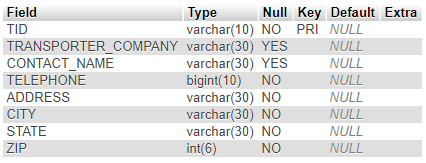 Field Type Null Key Default Extra
TID varchar(10) NO PRI NULL
TRANSPORTER_COMPANY varchar(30) YES NULL
CONTACT_NAME varchar(30) YES NULL
TELEPHONE bigint(10) NO NULL
ADDRESS varchar(30) NO NULL
CITY varchar(30) NO NULL
STATE varchar(30) NO NULL
ZIP int(6) NO NULL